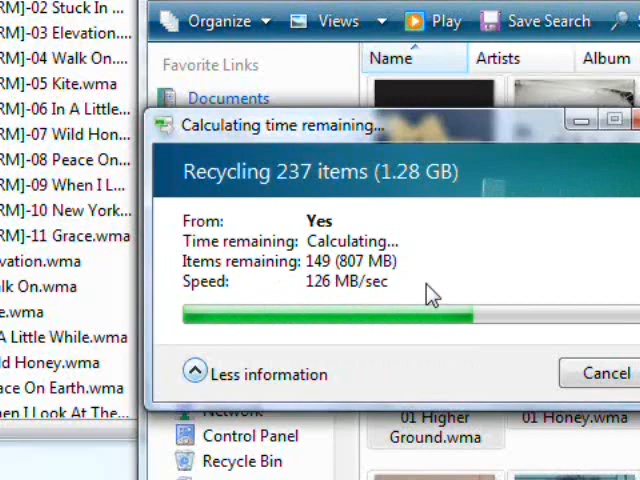 RM]-02 Stuck In ...
RM]-03 Elevation....
RM]-04 Walk On....
RM]-05 Kite.wma
RM]-06 In A Little...
RM]-07 Wild Hon...
RM]-08 Peace On...
RM]-09 When I L...
RM]-10 New York...
RM]-11 Grace.wma
vation.wma
alk On.wma
e.wma
A Little While.wma
ld Honey.wma
ace On Earth.wma
hen I Look At The...
Organize Views Play Save Search
Favorite Links
Documents
Name Artists Album
Calculating time remaining...
Recycling 237 items (1.28 GB)
From: Yes
Time remaining: Calculating...
Items remaining: 149 (807 MB)
Speed: 126 MB/sec
Less information
Cancel
Network
Control Panel
Recycle Bin
01 Higher
Ground.wma
01 Honey.wma